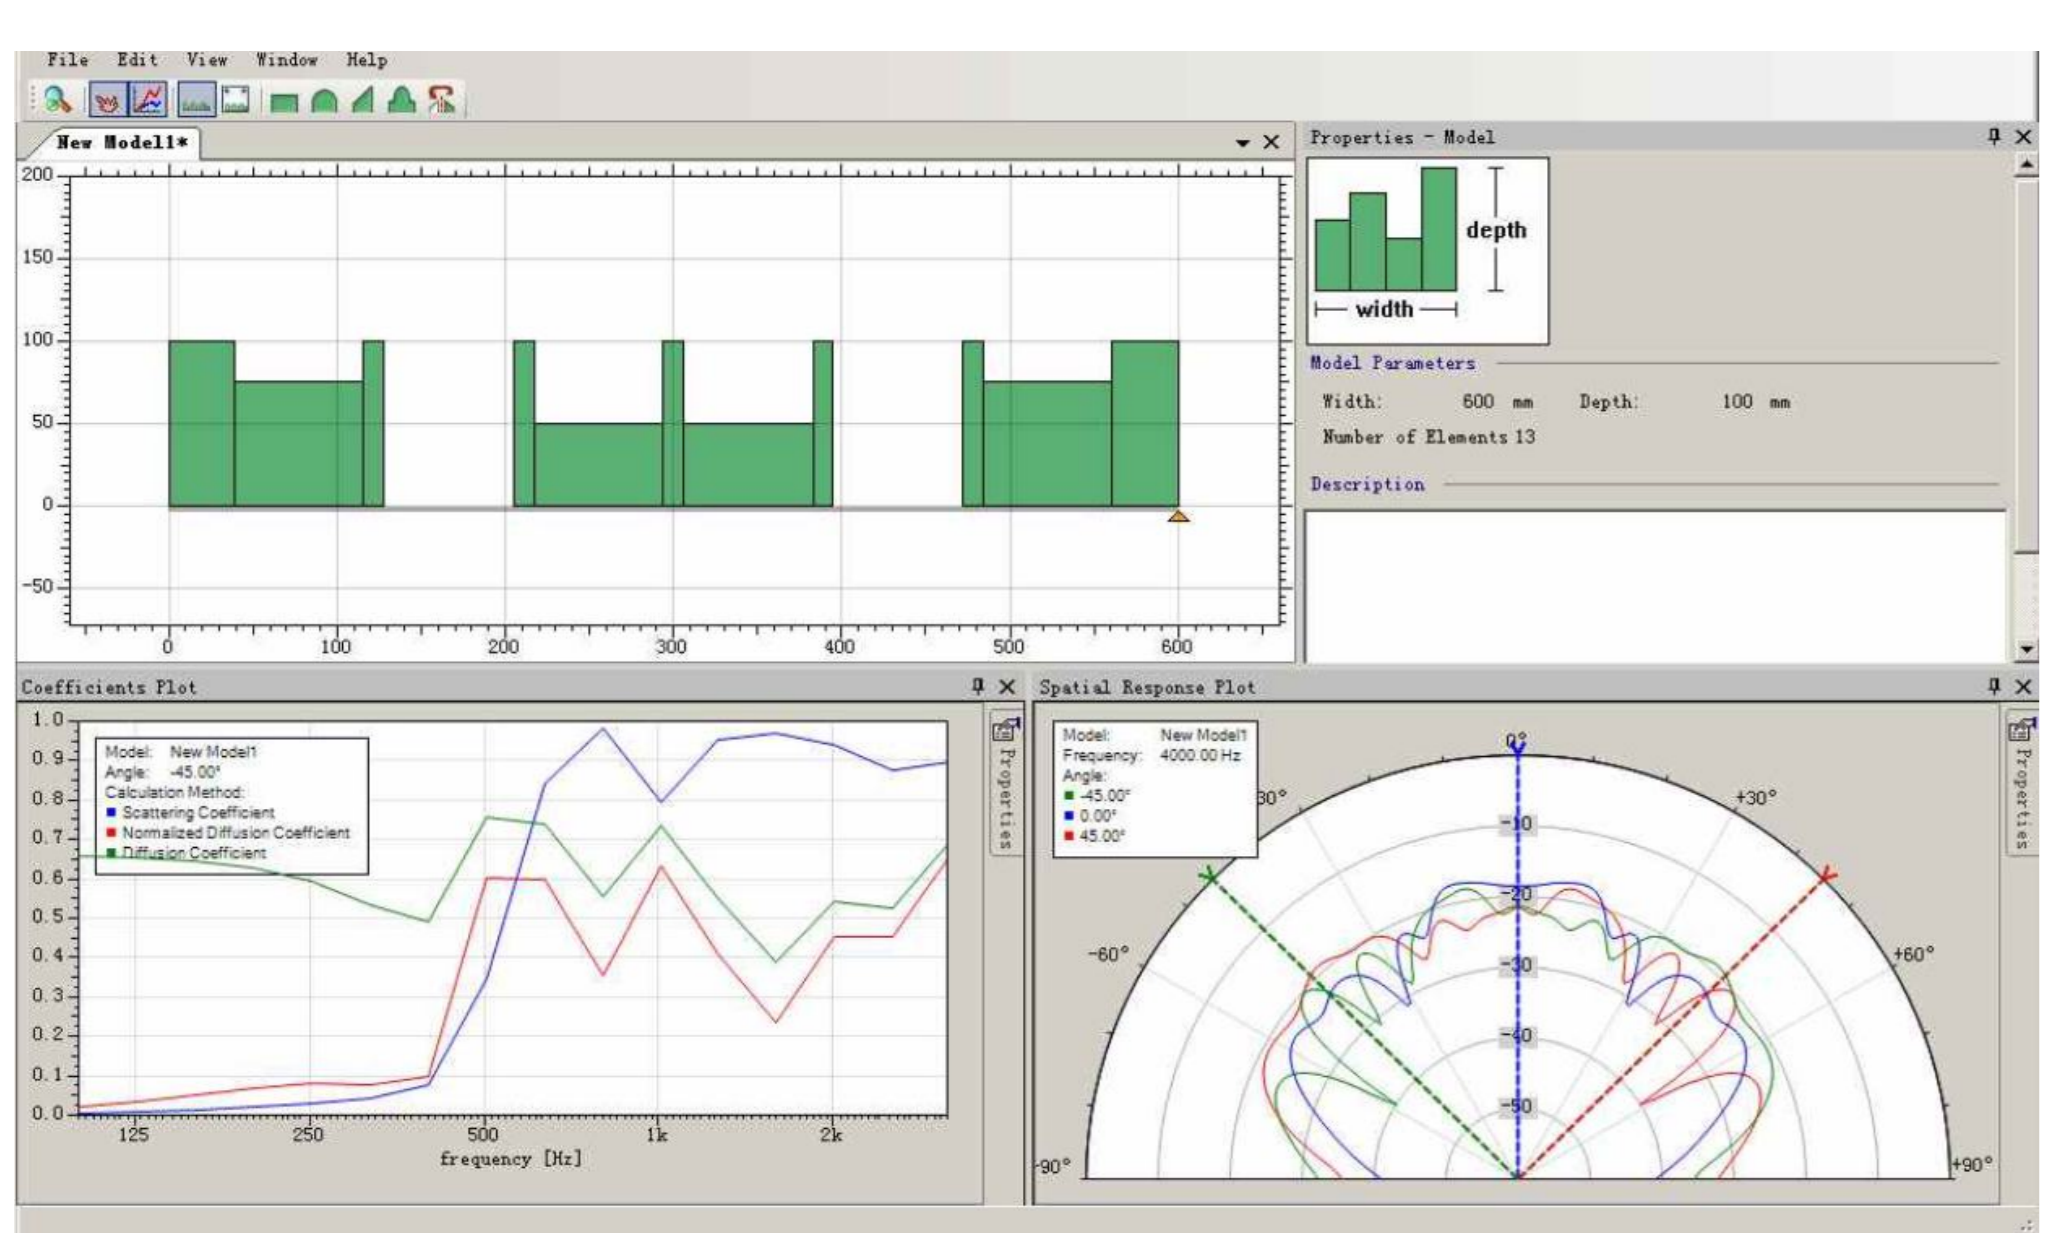 File Edit View Window Help
New Model1*
200
150
100
50
0
-50
0 100 200 300 400 500 600
Properties - Model
depth
width
Model Parameters
Width: 600 mm Depth: 100 mm
Number of Elements 13
Description
Coefficients Plot
1.0
0.9
0.8
0.7
0.6
0.5
0.4
0.3
0.2
0.1
0.0
Model: New Model1
Angle: -45.00°
Calculation Method:
Scattering Coefficient
Normalized Diffusion Coefficient
Diffusion Coefficient
125 250 500 1k 2k
frequency [Hz]
Properties
Spatial Response Plot
Model: New Model1
Frequency: 4000.00 Hz
Angle:
-45.00°
0.00°
45.00°
0°
30° +30°
-60° +60°
-90° +90°
-10
-20
-30
-40
-50
Properties